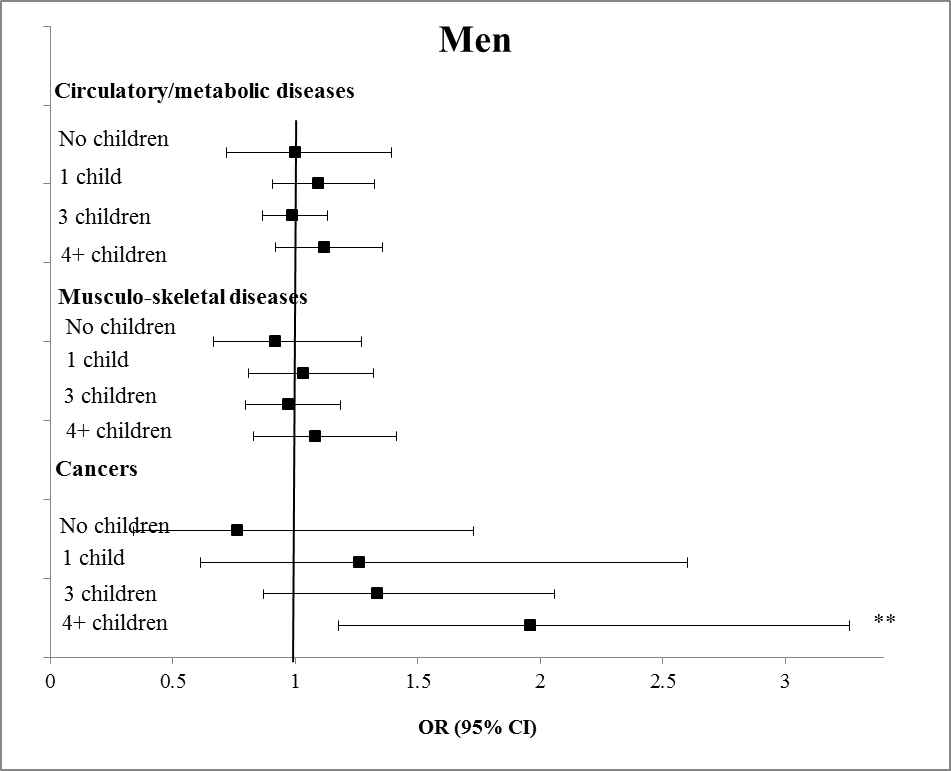 Men
Circulatory/metabolic diseases
No children
1 child
3 children
4+ children
Musculo-skeletal diseases
No children
1 child
3 children
4+ children
Cancers
No children
1 child
3 children
4+ children **
0 0.5 1 1.5 2 2.5 3
OR (95% CI)